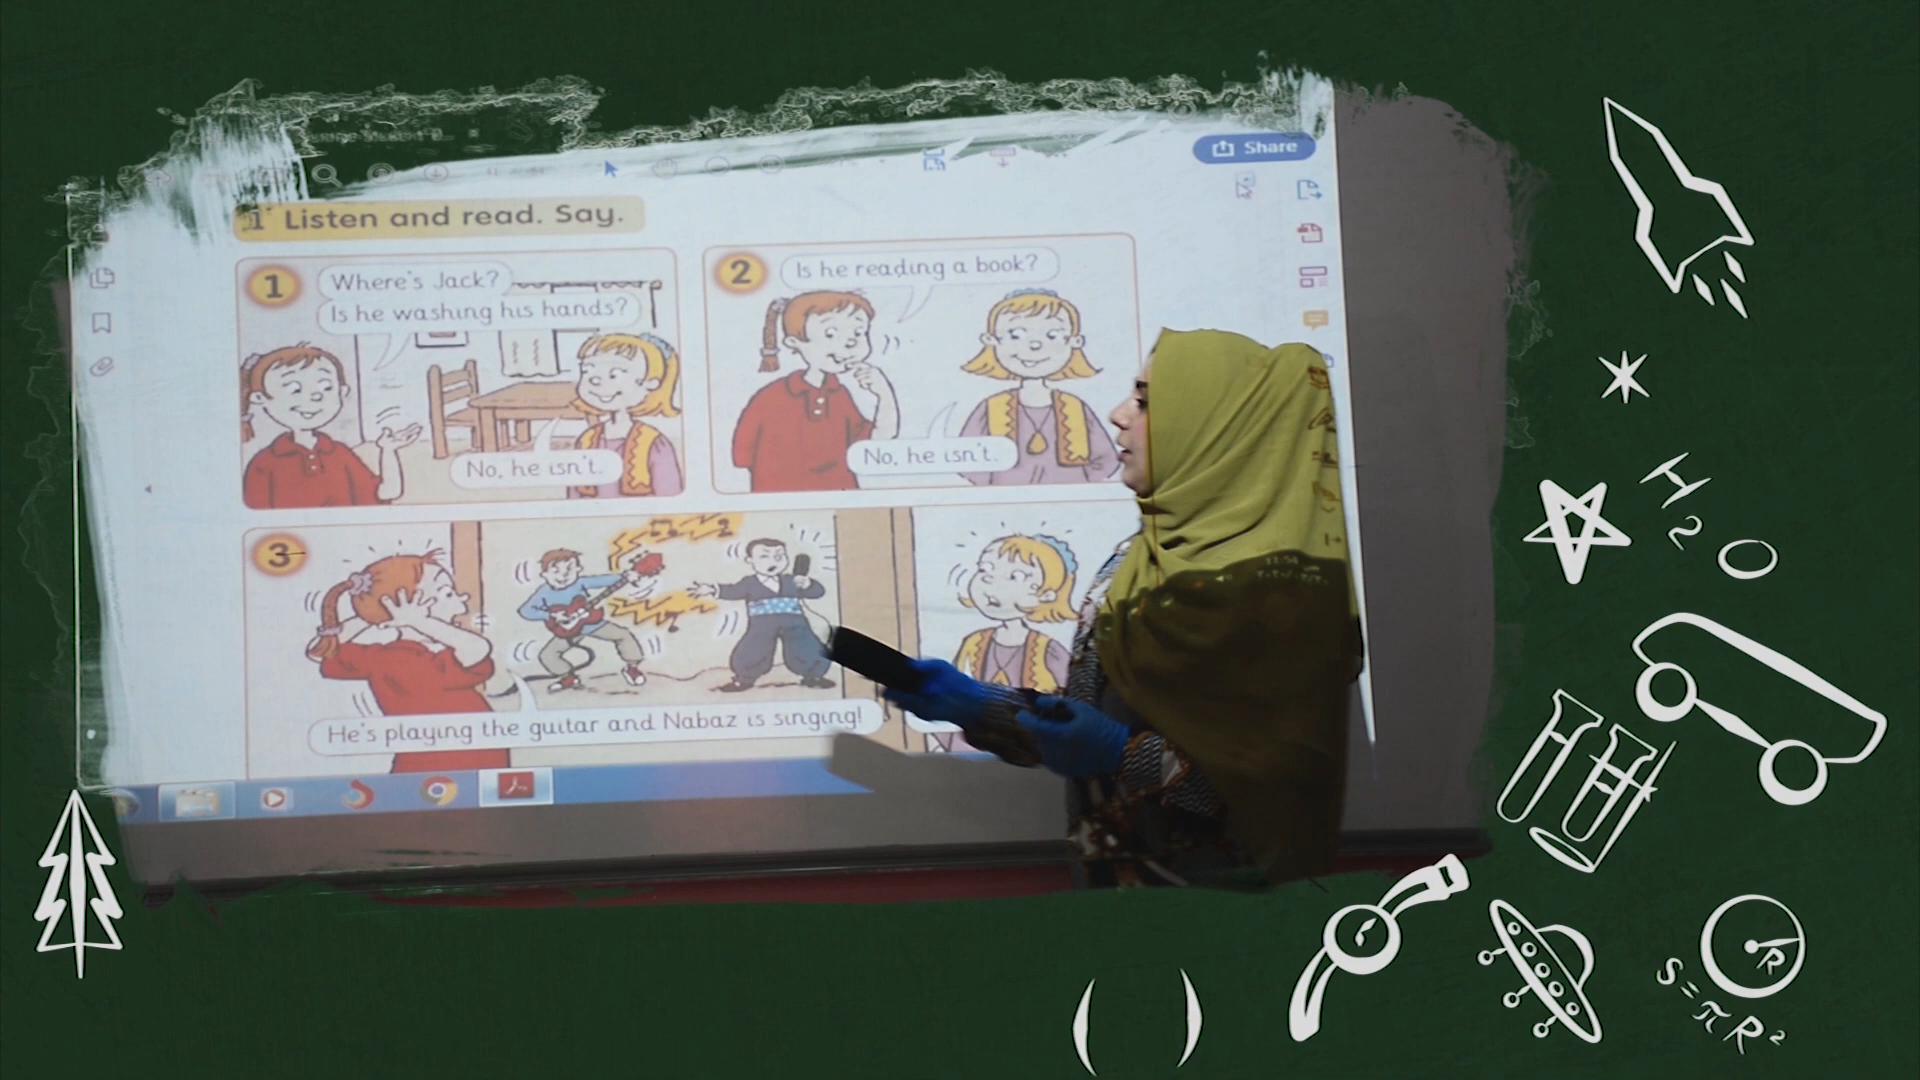 Share
1 Listen and read. Say.
1
Where's Jack?
Is he washing his hands?
No, he isn't.
2
Is he reading a book?
No, he isn't.
3
He's playing the guitar and Nabaz is singing!
H2O
R
S=πR²